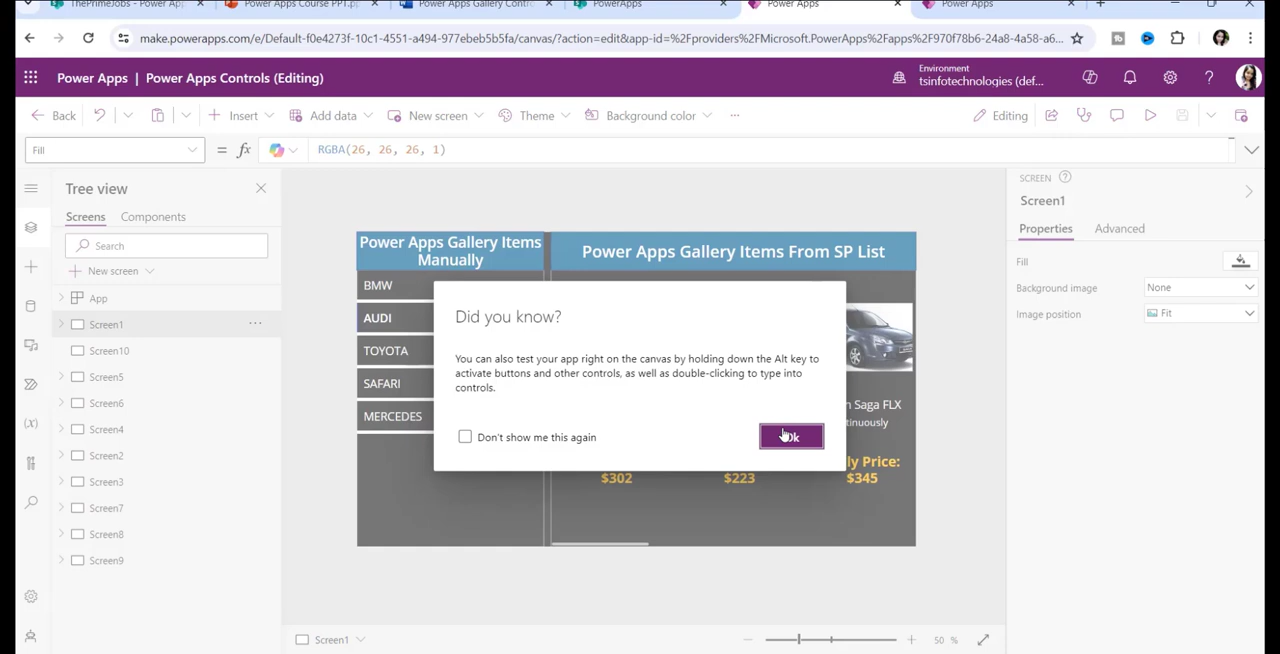 ThePrimeJobs - Power App
Power Apps Course PPT.pp
Power Apps Gallery Contr
PowerApps
Power Apps
Power Apps
make.powerapps.com/e/Default-f0e4273f-10c1-4551-a494-977ebeb5b5fa/canvas/?action=edit&app-id=%2Fproviders%2FMicrosoft.PowerApps%2Fapps%2F970f78b6-24a8-4a58-a6...
Power Apps | Power Apps Controls (Editing)
Environment
tsinfotechnologies (def...
Back
Insert
Add data
New screen
Theme
Background color
...
Editing
Fill
= fx
RGBA(26, 26, 26, 1)
Tree view
Screens
Components
Search
New screen
App
Screen1
...
Screen10
Screen5
Screen6
Screen4
Screen2
Screen3
Screen7
Screen8
Screen9
Power Apps Gallery Items
Manually
BMW
AUDI
TOYOTA
SAFARI
MERCEDES
Power Apps Gallery Items From SP List
n Saga FLX
tinuously
ly Price:
$302
$223
$345
Did you know?
You can also test your app right on the canvas by holding down the Alt key to
activate buttons and other controls, as well as double-clicking to type into
controls.
Don't show me this again
Ok
SCREEN
Screen1
Properties
Advanced
Fill
Background image
None
Image position
Fit
Screen1
50 %